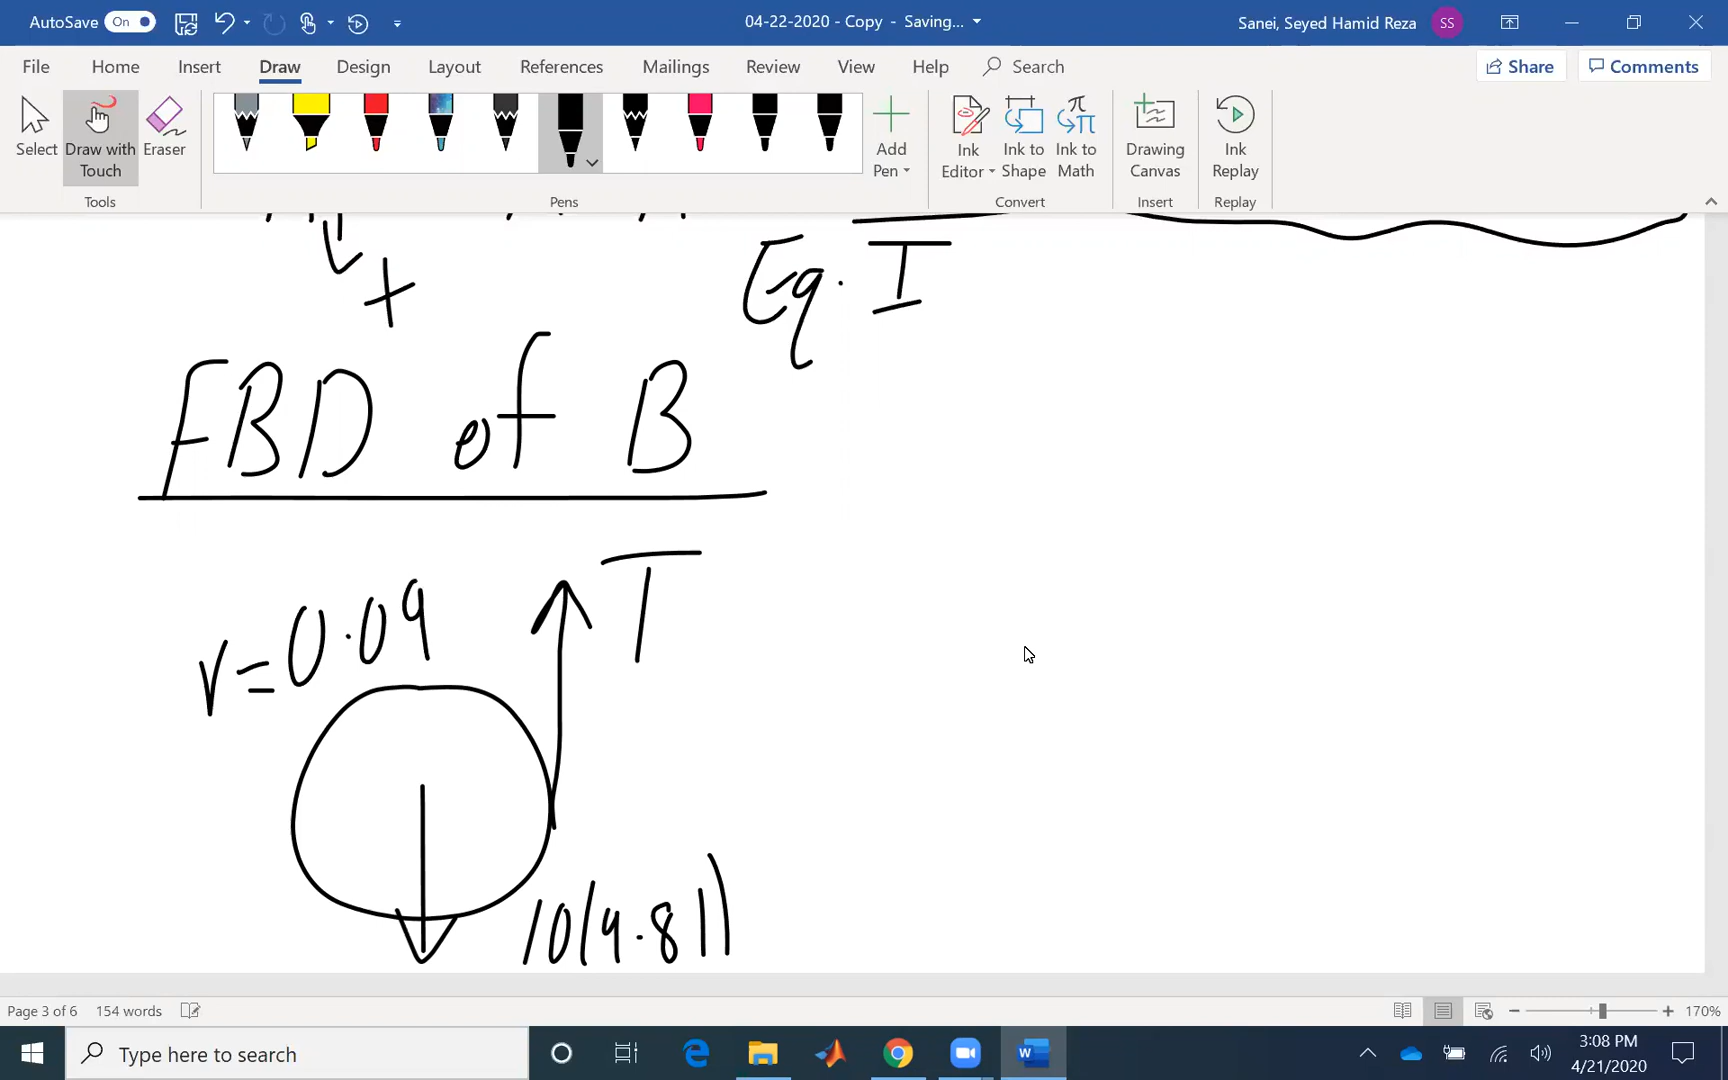 AutoSave On 04-22-2020 - Copy - Saving... Sanei, Seyed Hamid Reza SS
File Home Insert Draw Design Layout References Mailings Review View Help Search Share Comments
Select Draw with Touch Eraser Add Pen Ink Editor Ink to Shape Ink to Math Drawing Canvas Ink Replay
Tools Pens Convert Insert Replay
+
Eq. I
FBD of B
T
r=0.09
10(9.81)
Page 3 of 6 154 words 170%
Type here to search
3:08 PM
4/21/2020